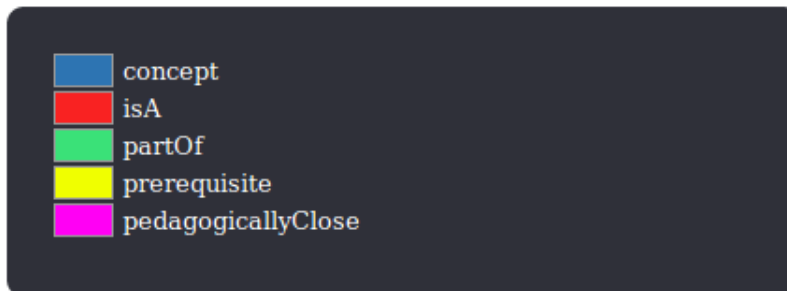 concept
isA
partOf
prerequisite
pedagogicallyClose